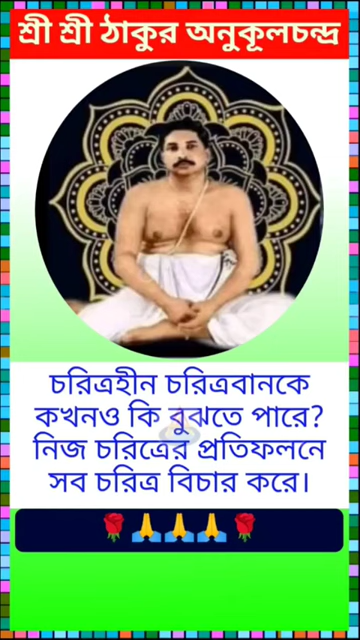 শ্রী শ্রী ঠাকুর অনুকূলচন্দ্র
চরিত্রহীন চরিত্রবানকে
কখনও কি বুঝতে পারে?
নিজ চরিত্রের প্রতিফলনে
সব চরিত্র বিচার করে।